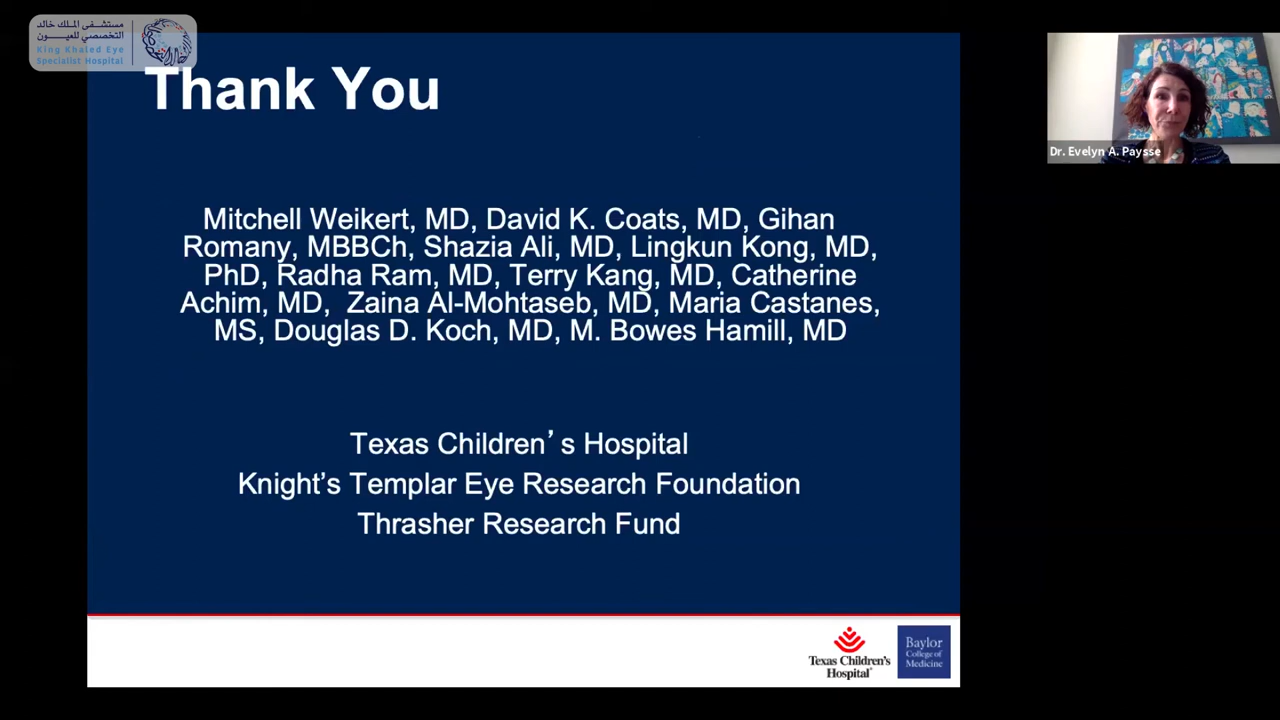 مستشفى الملك خالد
التخصصي للعيون
King Khaled Eye
Specialist Hospital
Thank You
Dr. Evelyn A. Paysse
Mitchell Weikert, MD, David K. Coats, MD, Gihan
Romany, MBBCh, Shazia Ali, MD, Lingkun Kong, MD,
PhD, Radha Ram, MD, Terry Kang, MD, Catherine
Achim, MD,  Zaina Al-Mohtaseb, MD, Maria Castanes,
MS, Douglas D. Koch, MD, M. Bowes Hamill, MD
Texas Children’s Hospital
Knight’s Templar Eye Research Foundation
Thrasher Research Fund
Texas Children's
Hospital
Baylor
College of
Medicine